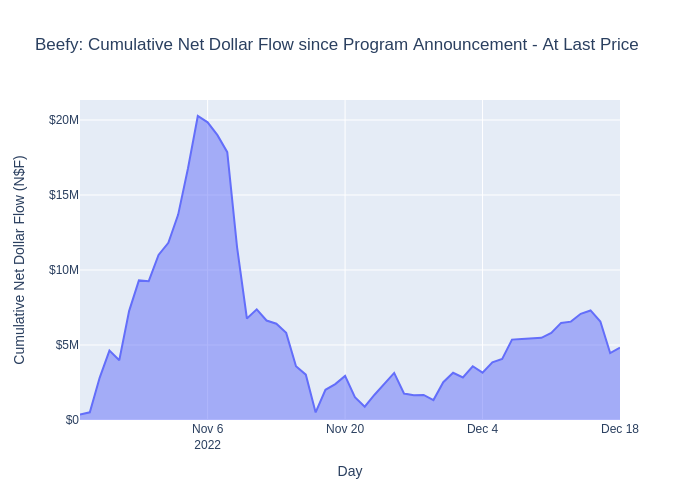 Beefy: Cumulative Net Dollar Flow since Program Announcement - At Last Price
Cumulative Net Dollar Flow (N$F)
$20M
$15M
$10M
$5M
$0
Nov 6
2022
Nov 20
Dec 4
Dec 18
Day